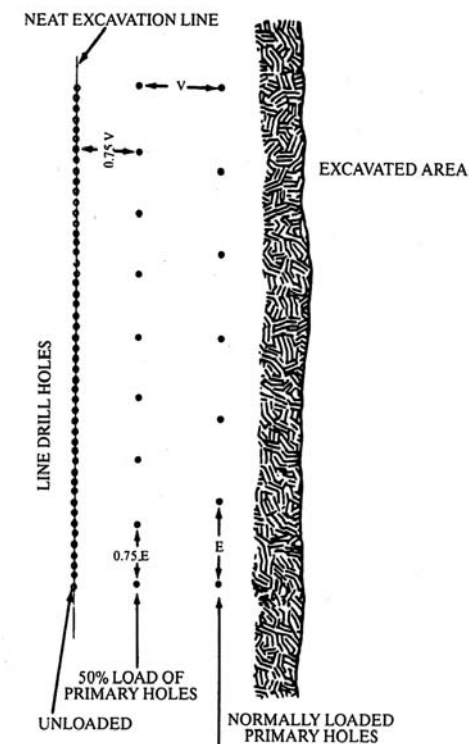 NEAT EXCAVATION LINE
V
0.75 V
EXCAVATED AREA
LINE DRILL HOLES
0.75 E
E
50% LOAD OF
PRIMARY HOLES
UNLOADED
NORMALLY LOADED
PRIMARY HOLES